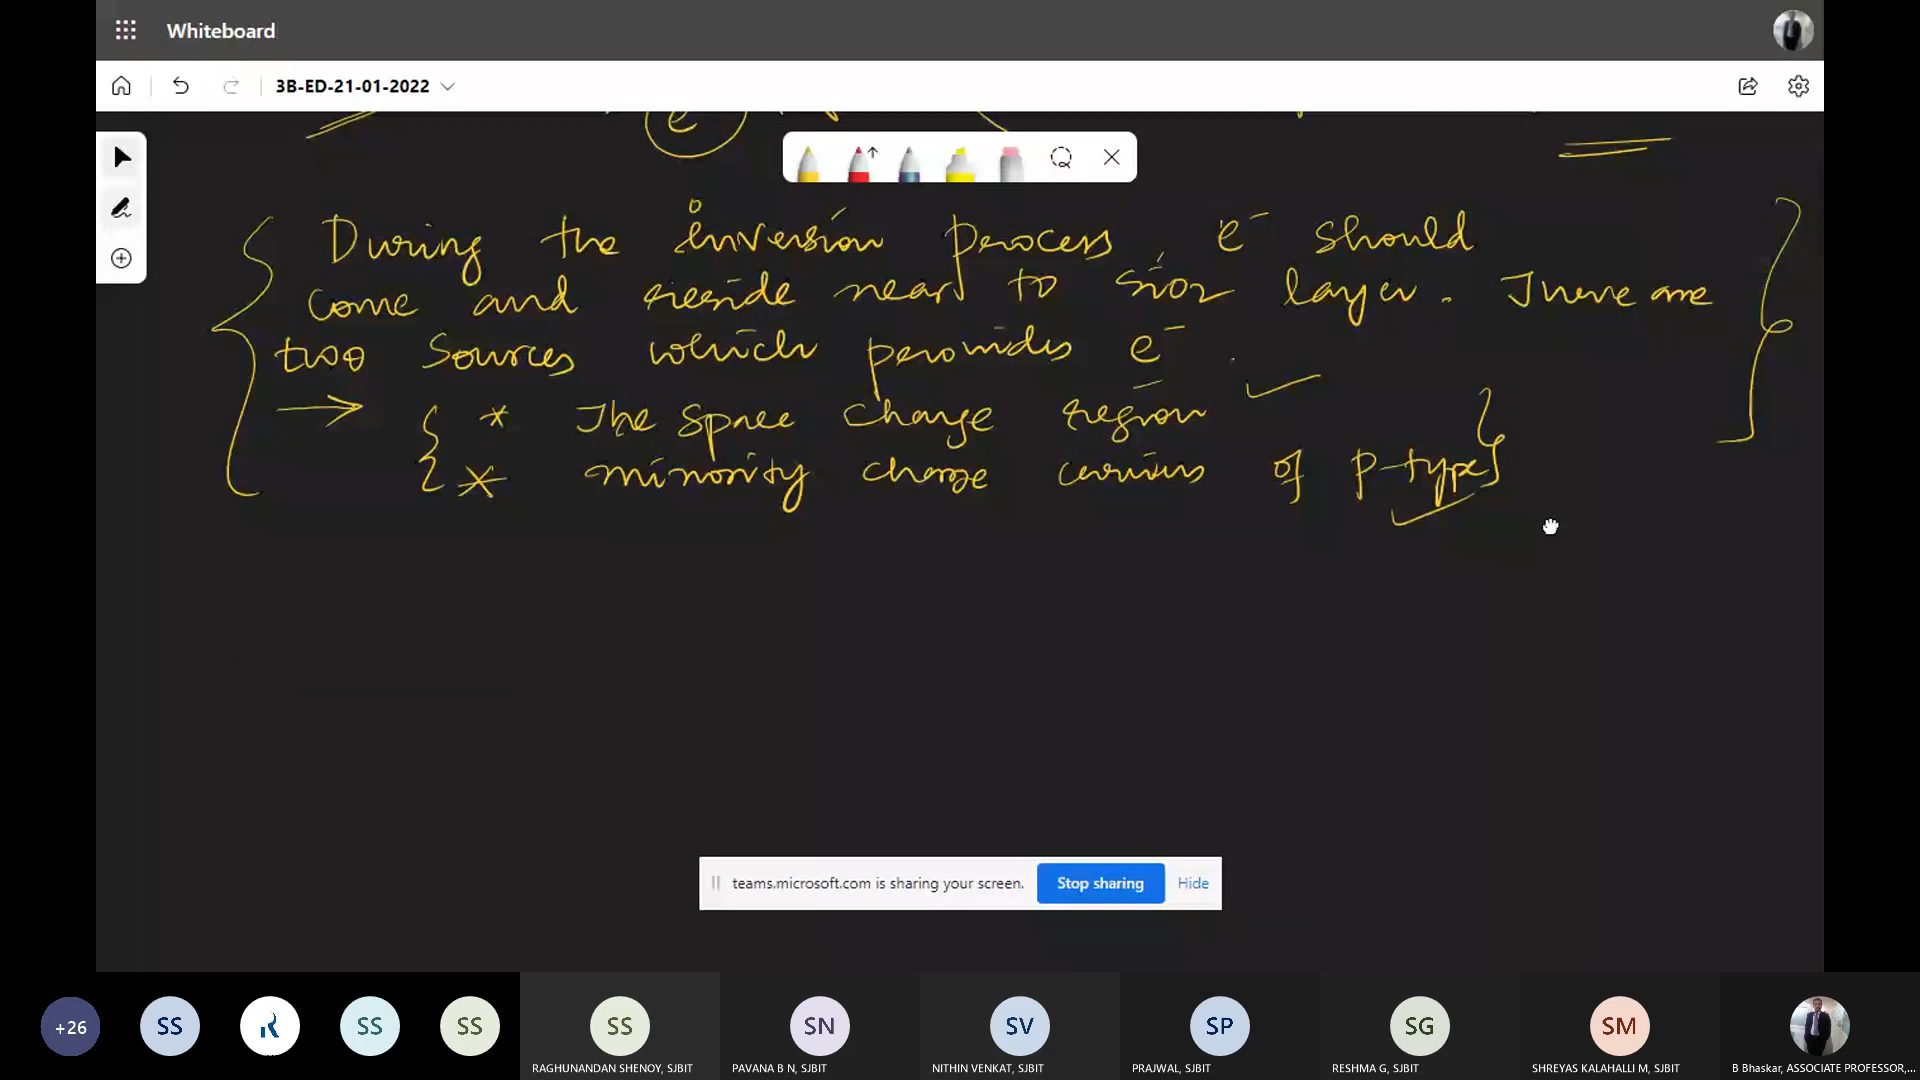 Whiteboard
3B-ED-21-01-2022
e
During the inversion process, e⁻ should
come and reside near to SiO2 layer. There are
two sources which provides e⁻.
→ { * The space charge region
* minority charge carriers of p-type}
teams.microsoft.com is sharing your screen. Stop sharing Hide
+26 SS SS SS SS SN SV SP SG SM
RAGHUNANDAN SHENOY, SJBIT PAVANA B N, SJBIT NITHIN VENKAT, SJBIT PRAJWAL, SJBIT RESHMA G, SJBIT SHREYAS KALAHALLI M, SJBIT B Bhaskar, ASSOCIATE PROFESSOR,...